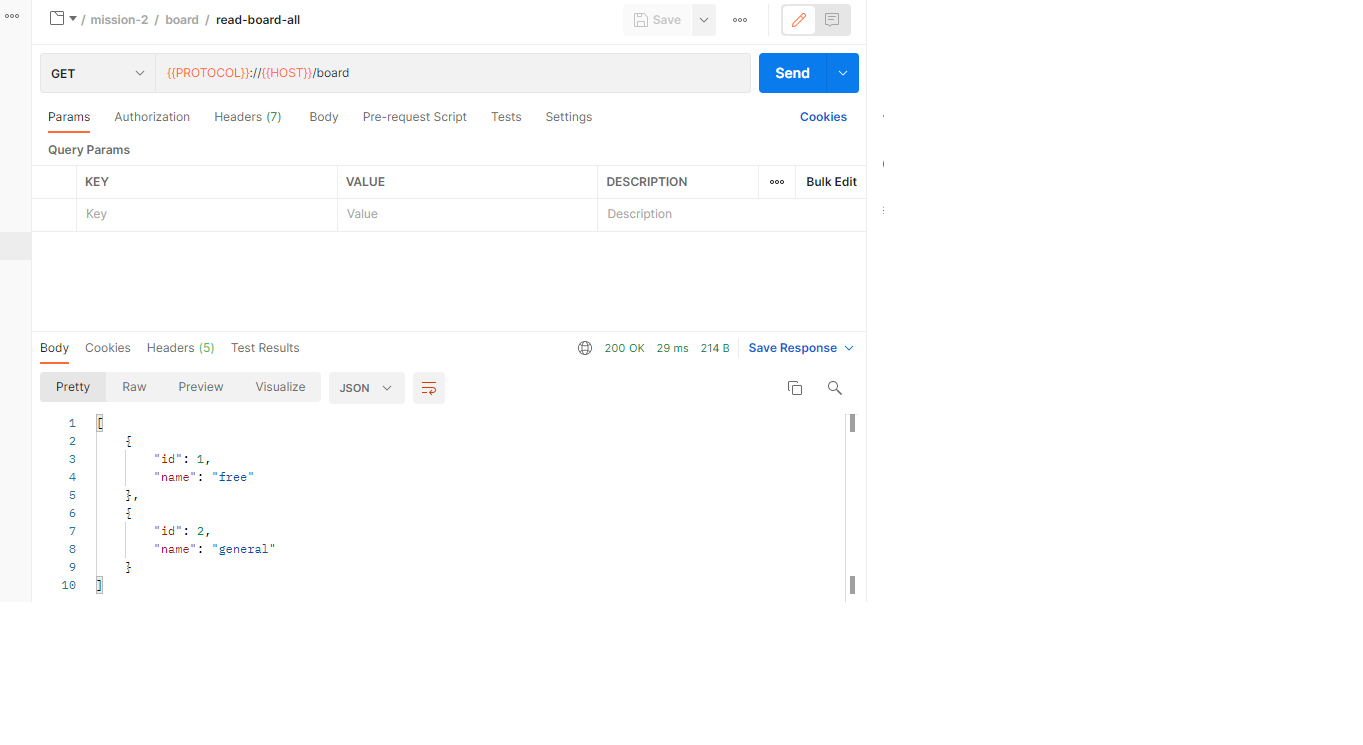 / mission-2 / board / read-board-all Save
GET {{PROTOCOL}}://{{HOST}}/board Send
Params Authorization Headers (7) Body Pre-request Script Tests Settings Cookies
Query Params
KEY VALUE DESCRIPTION Bulk Edit
Key Value Description
Body Cookies Headers (5) Test Results 200 OK 29 ms 214 B Save Response
Pretty Raw Preview Visualize JSON
1 [
2 {
3 "id": 1,
4 "name": "free"
5 },
6 {
7 "id": 2,
8 "name": "general"
9 }
10 ]